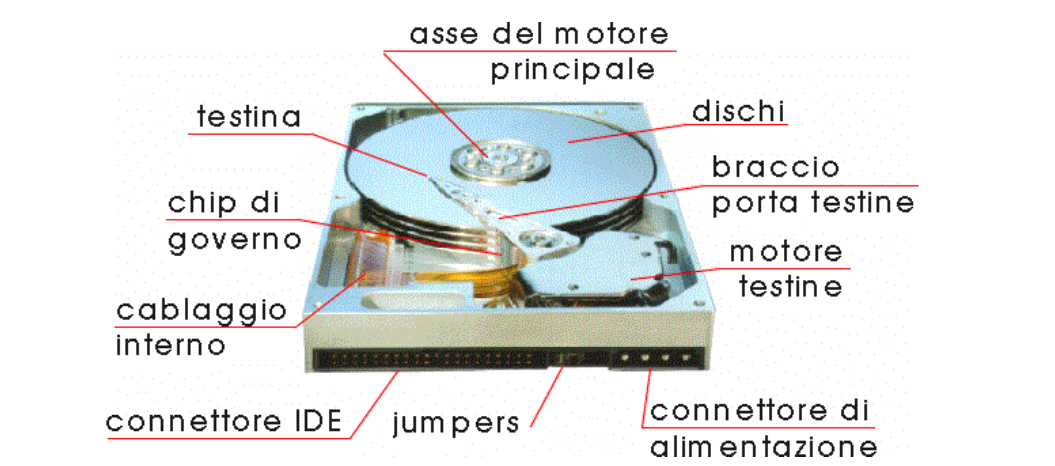 asse del motore
principale
testina
dischi
braccio
porta testine
chip di
governo
motore
testine
cablaggio
interno
connettore IDE
jumpers
connettore di
alimentazione